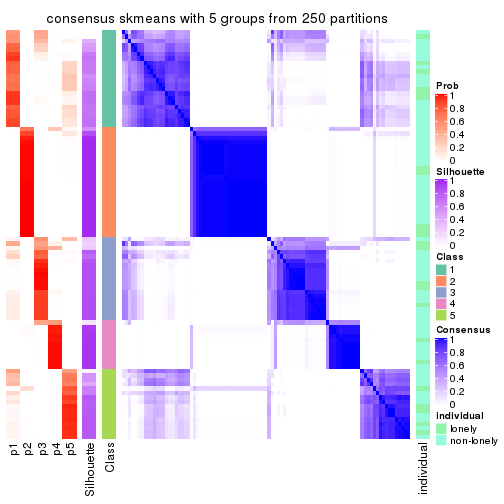 consensus skmeans with 5 groups from 250 partitions
p1
p2
p3
p4
p5
Silhouette
Class
individual
Prob
1
0.8
0.6
0.4
0.2
0
Silhouette
1
0.8
0.6
0.4
0.2
0
Class
1
2
3
4
5
Consensus
1
0.8
0.6
0.4
0.2
0
individual
lonely
non-lonely